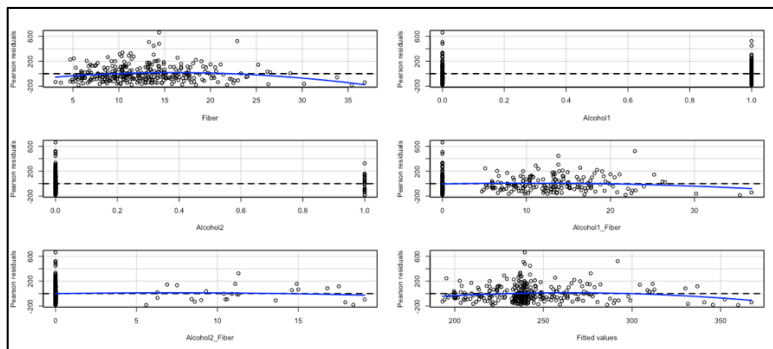 Pearson residuals
-200 200 600
5 10 15 20 25 30 35
Fiber
Pearson residuals
-200 200 600
0.0 0.2 0.4 0.6 0.8 1.0
Alcohol1
Pearson residuals
-200 200 600
0.0 0.2 0.4 0.6 0.8 1.0
Alcohol2
Pearson residuals
-200 200 600
0 10 20 30
Alcohol1_Fiber
Pearson residuals
-200 200 600
0 5 10 15
Alcohol2_Fiber
Pearson residuals
-200 200 600
200 250 300 350
Fitted values